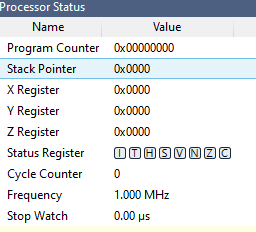 Processor Status
Name Value
Program Counter 0x00000000
Stack Pointer 0x0000
X Register 0x0000
Y Register 0x0000
Z Register 0x0000
Status Register I T H S V N Z C
Cycle Counter 0
Frequency 1.000 MHz
Stop Watch 0.00 µs